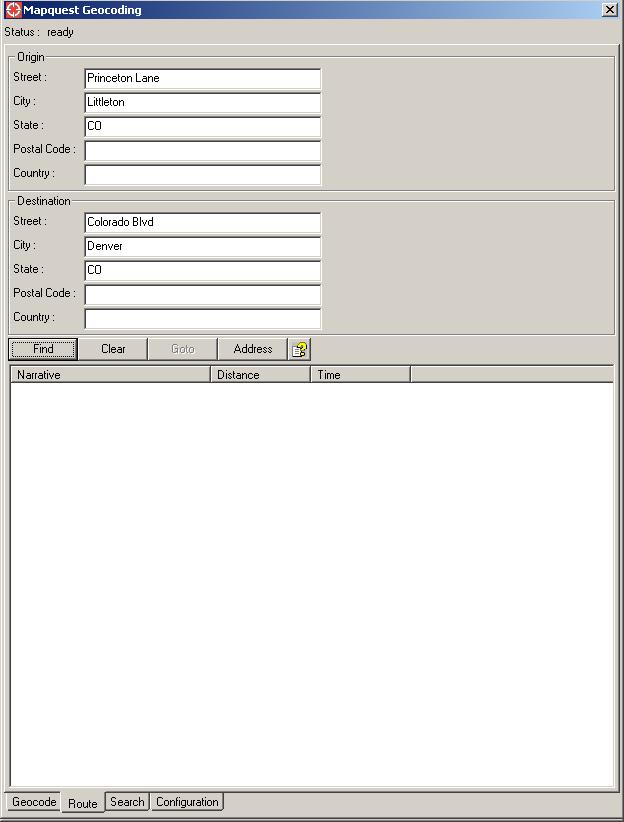 Mapquest Geocoding
Status : ready
Origin
Street : Princeton Lane
City : Littleton
State : CO
Postal Code :
Country :
Destination
Street : Colorado Blvd
City : Denver
State : CO
Postal Code :
Country :
Find Clear Goto Address
Narrative Distance Time
Geocode Route Search Configuration